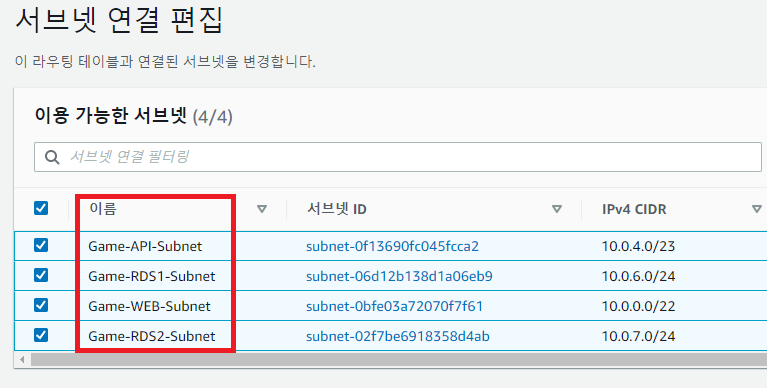 서브넷 연결 편집
이 라우팅 테이블과 연결된 서브넷을 변경합니다.
이용 가능한 서브넷 (4/4)
서브넷 연결 필터링
이름 서브넷 ID IPv4 CIDR
Game-API-Subnet subnet-0f13690fc045fcca2 10.0.4.0/23
Game-RDS1-Subnet subnet-06d12b138d1a06eb9 10.0.6.0/24
Game-WEB-Subnet subnet-0bfe03a72070f7f61 10.0.0.0/22
Game-RDS2-Subnet subnet-02f7be6918358d4ab 10.0.7.0/24